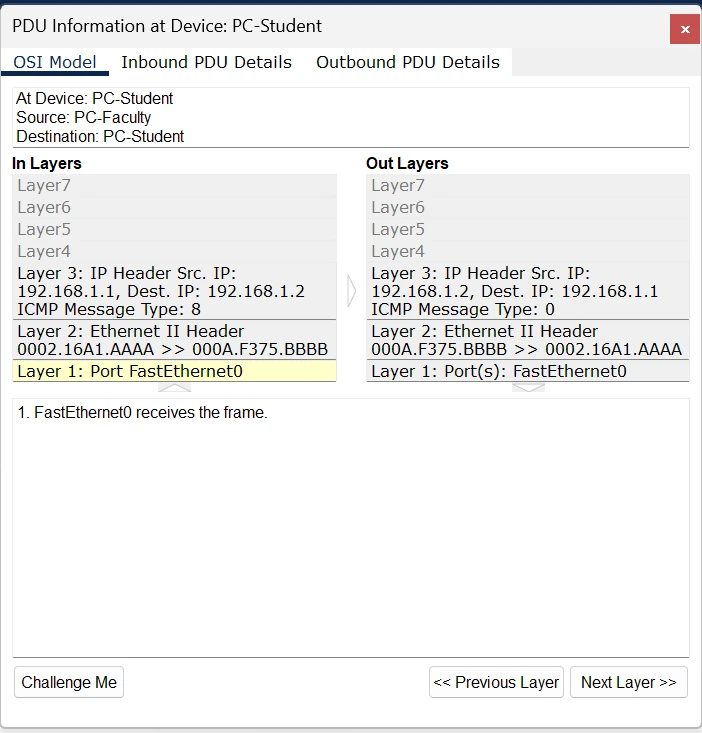 PDU Information at Device: PC-Student
x
OSI Model Inbound PDU Details Outbound PDU Details
At Device: PC-Student
Source: PC-Faculty
Destination: PC-Student
In Layers
Layer7
Layer6
Layer5
Layer4
Layer 3: IP Header Src. IP:
192.168.1.1, Dest. IP: 192.168.1.2
ICMP Message Type: 8
Layer 2: Ethernet II Header
0002.16A1.AAAA >> 000A.F375.BBBB
Layer 1: Port FastEthernet0
Out Layers
Layer7
Layer6
Layer5
Layer4
Layer 3: IP Header Src. IP:
192.168.1.2, Dest. IP: 192.168.1.1
ICMP Message Type: 0
Layer 2: Ethernet II Header
000A.F375.BBBB >> 0002.16A1.AAAA
Layer 1: Port(s): FastEthernet0
1. FastEthernet0 receives the frame.
Challenge Me << Previous Layer Next Layer >>